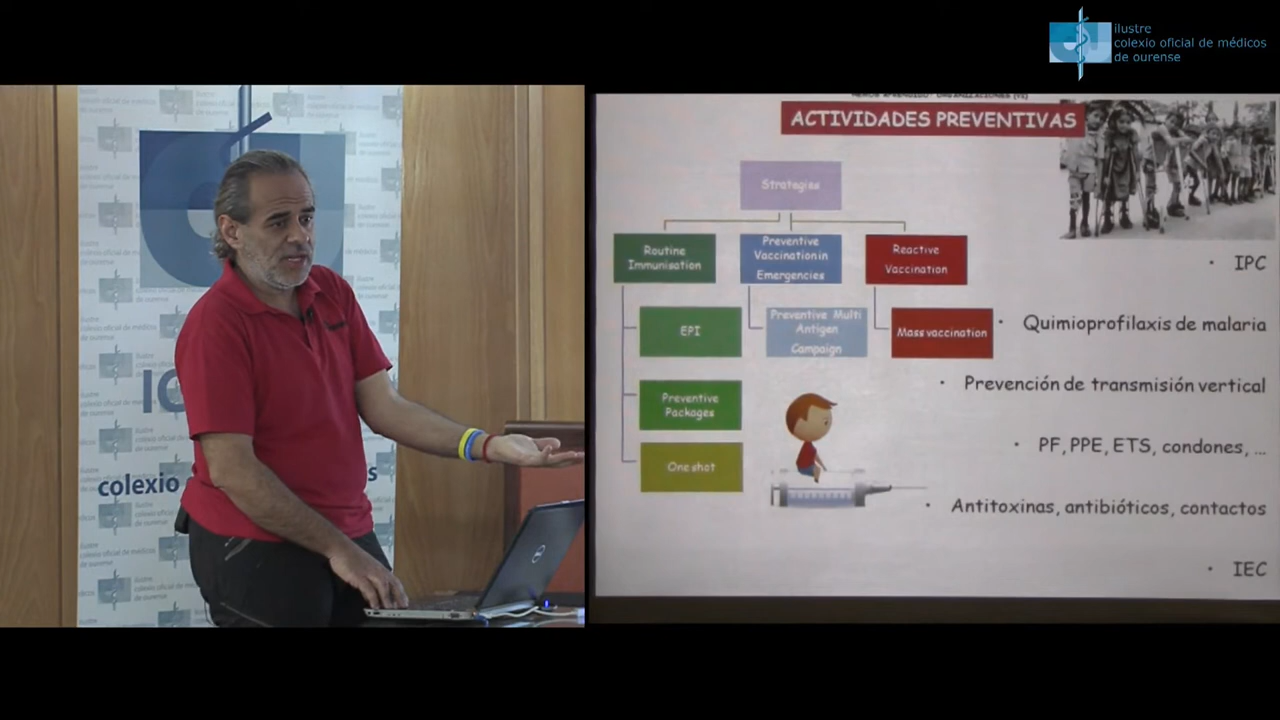 ilustre
colexio oficial de médicos
de ourense
ACTIVIDADES PREVENTIVAS
Strategies
Routine
Immunisation
Preventive
Vaccination in
Emergencies
Reactive
Vaccination
EPI
Preventive Multi
Antigen
Campaign
Mass vaccination
Preventive
Packages
One shot
• IPC
• Quimioprofilaxis de malaria
• Prevención de transmisión vertical
• PF, PPE, ETS, condones, ...
• Antitoxinas, antibióticos, contactos
• IEC
colexio